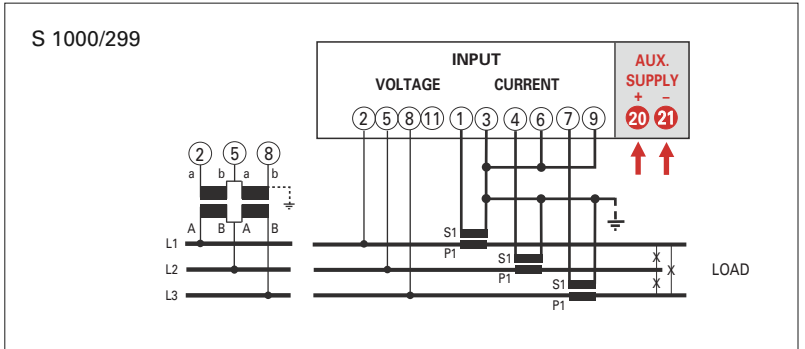 S 1000/299
INPUT
VOLTAGE CURRENT
AUX.
SUPPLY
+ –
2 5 8 11 1 3 4 6 7 9 20 21
2 5 8
a b a b
A B A B
L1
L2
L3
S1
P1
S1
P1
S1
P1
X
X
X
LOAD